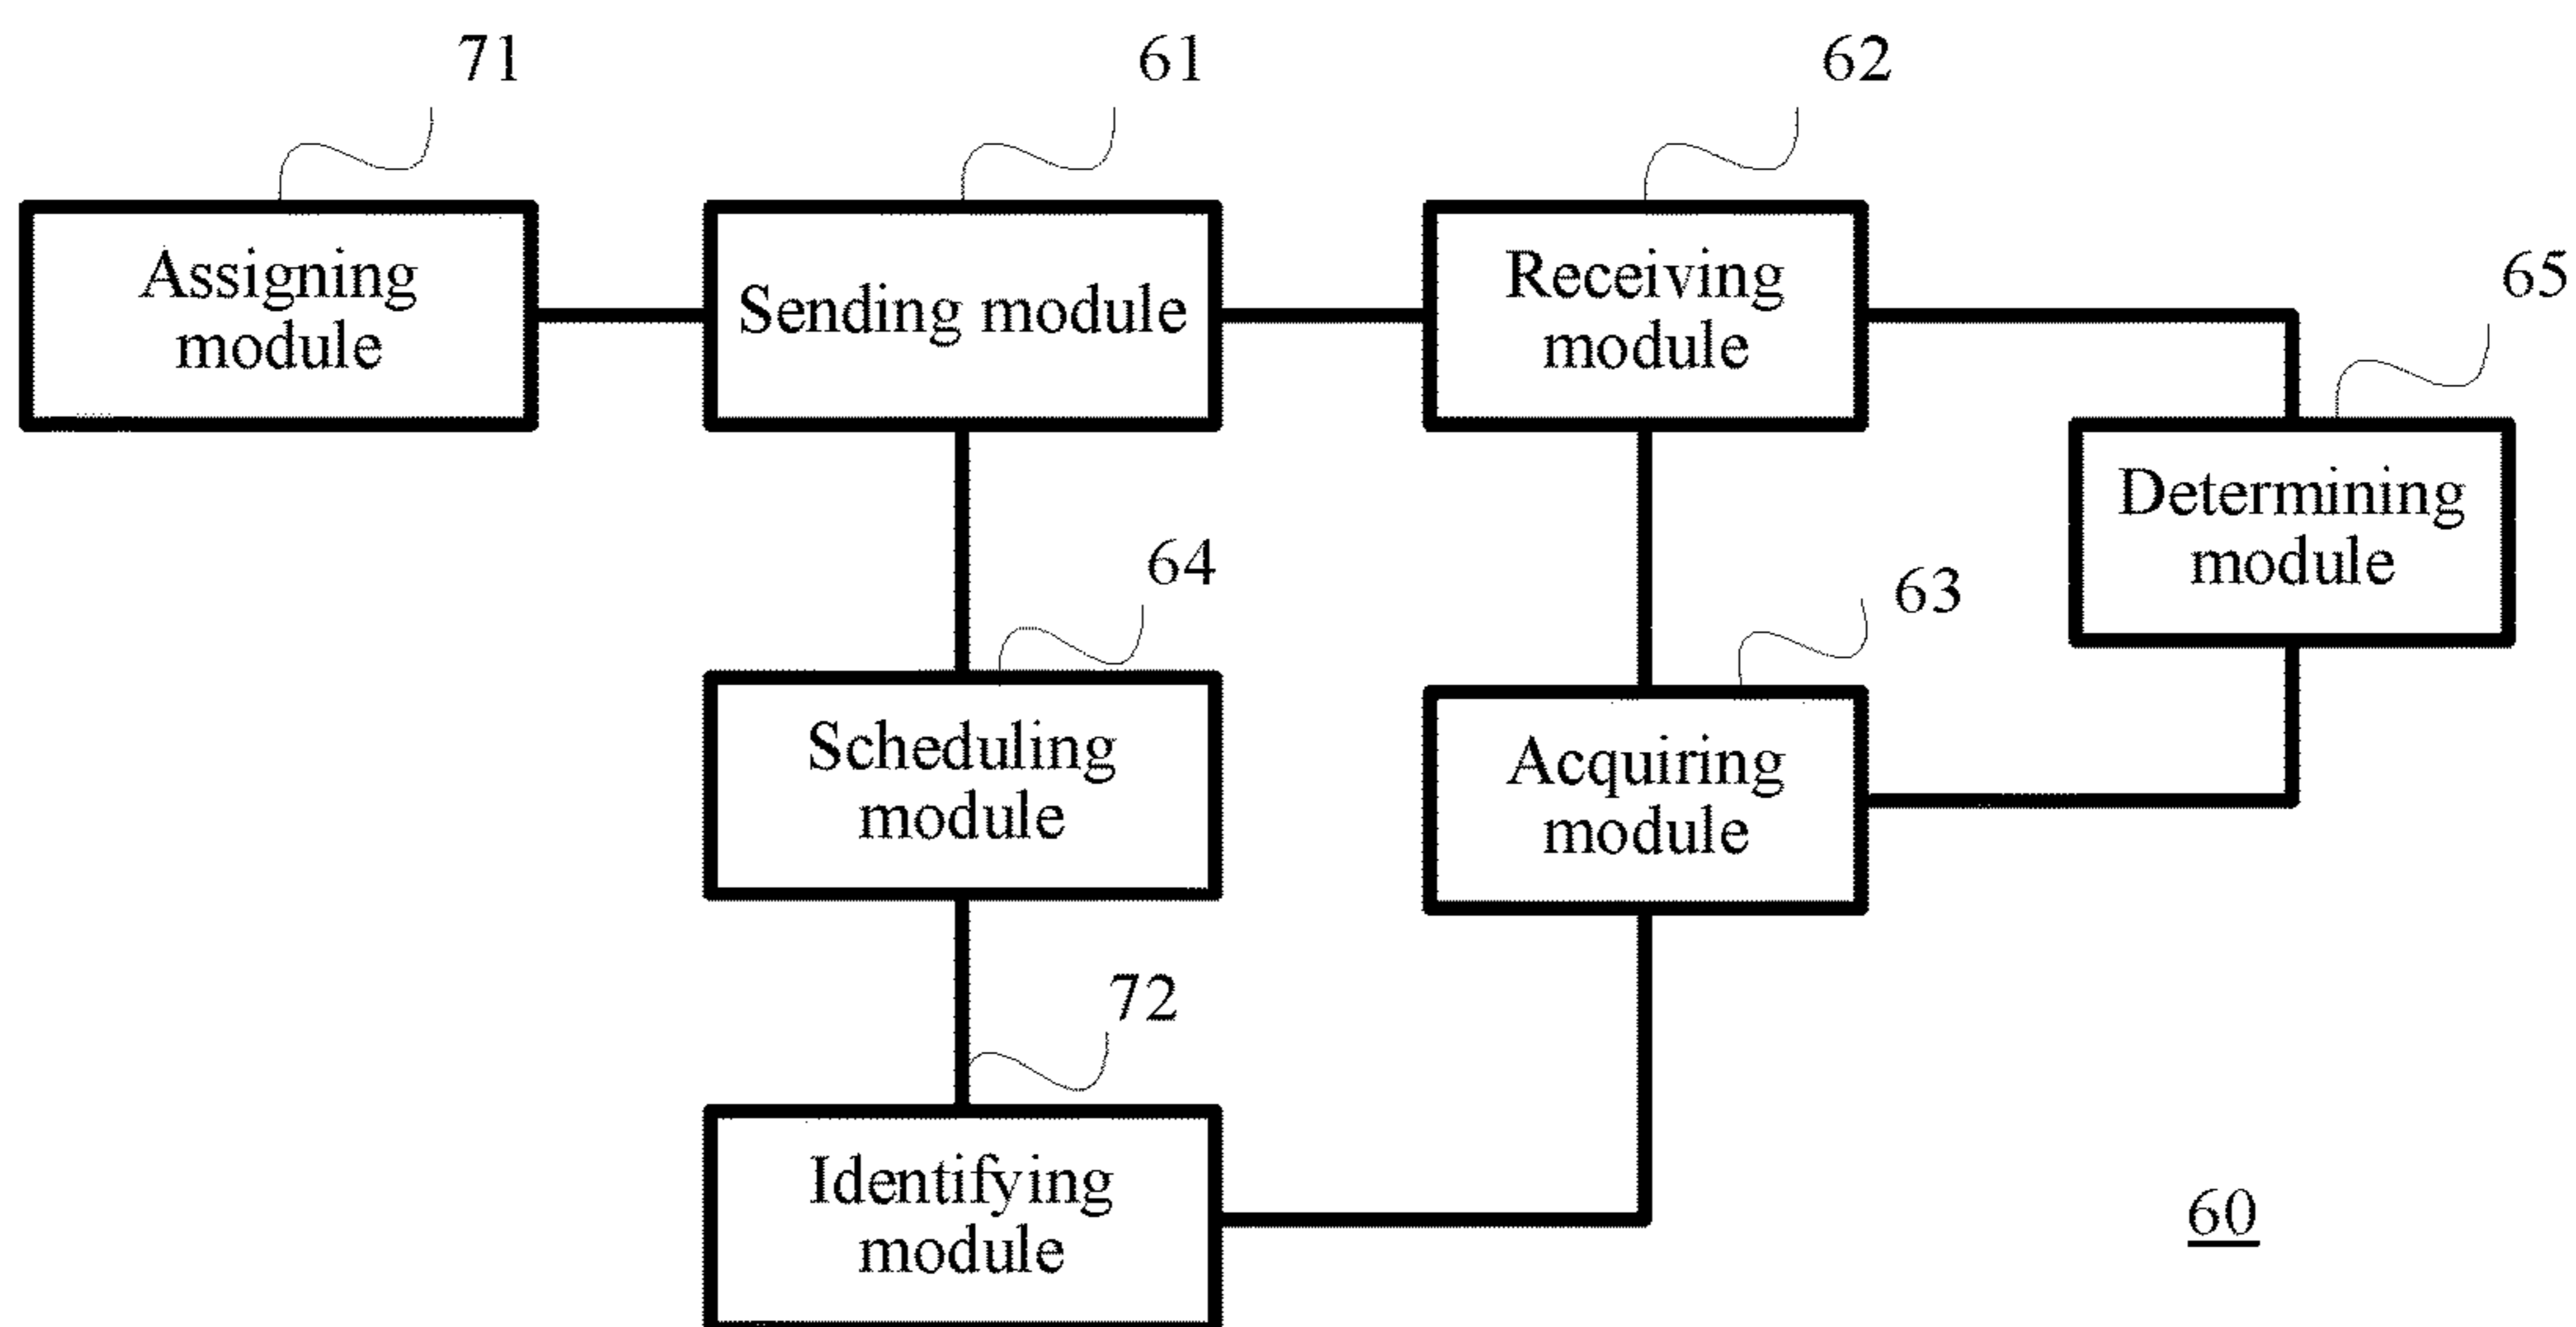 71
61
62
Assigning
module
Sending module
Receiving
module
65
Determining
module
64
63
Scheduling
module
Acquiring
module
72
Identifying
module
60